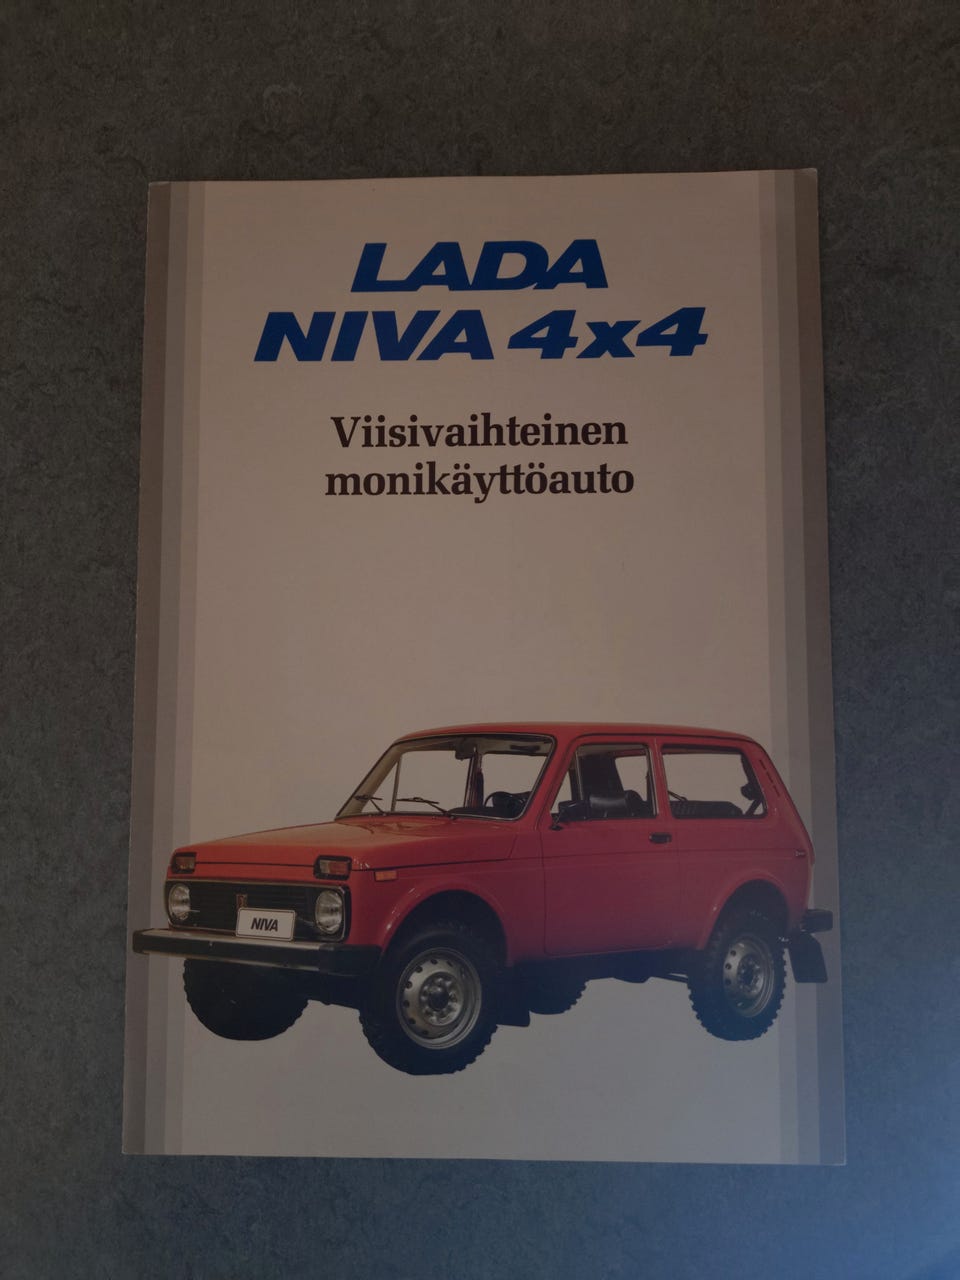 LADA
NIVA 4x4
Viisivaihteinen
monikäyttöauto
NIVA